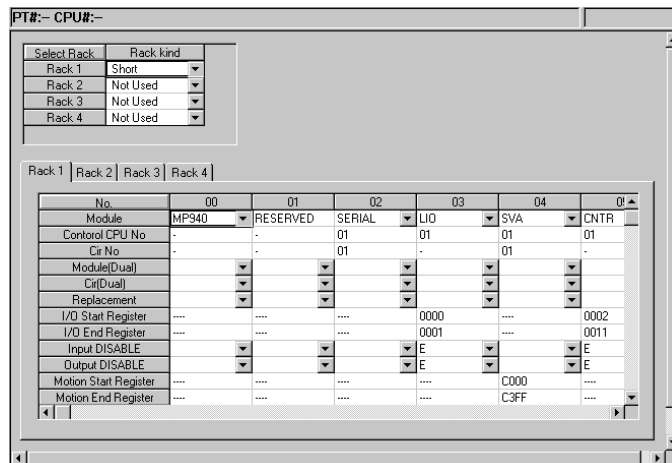 PT#:– CPU#:–
Select Rack Rack kind
Rack 1 Short
Rack 2 Not Used
Rack 3 Not Used
Rack 4 Not Used
Rack 1 Rack 2 Rack 3 Rack 4
No. 00 01 02 03 04
Module MP940 RESERVED SERIAL LIO SVA CNTR
Contorol CPU No - - 01 01 01 01
Cir No - - 01 - 01 -
Module(Dual)
Cir(Dual)
Replacement
I/O Start Register ---- ---- ---- 0000 ---- 0002
I/O End Register ---- ---- ---- 0001 ---- 0011
Input DISABLE E E
Output DISABLE E E
Motion Start Register ---- ---- ---- ---- C000 ----
Motion End Register ---- ---- ---- ---- C3FF ----